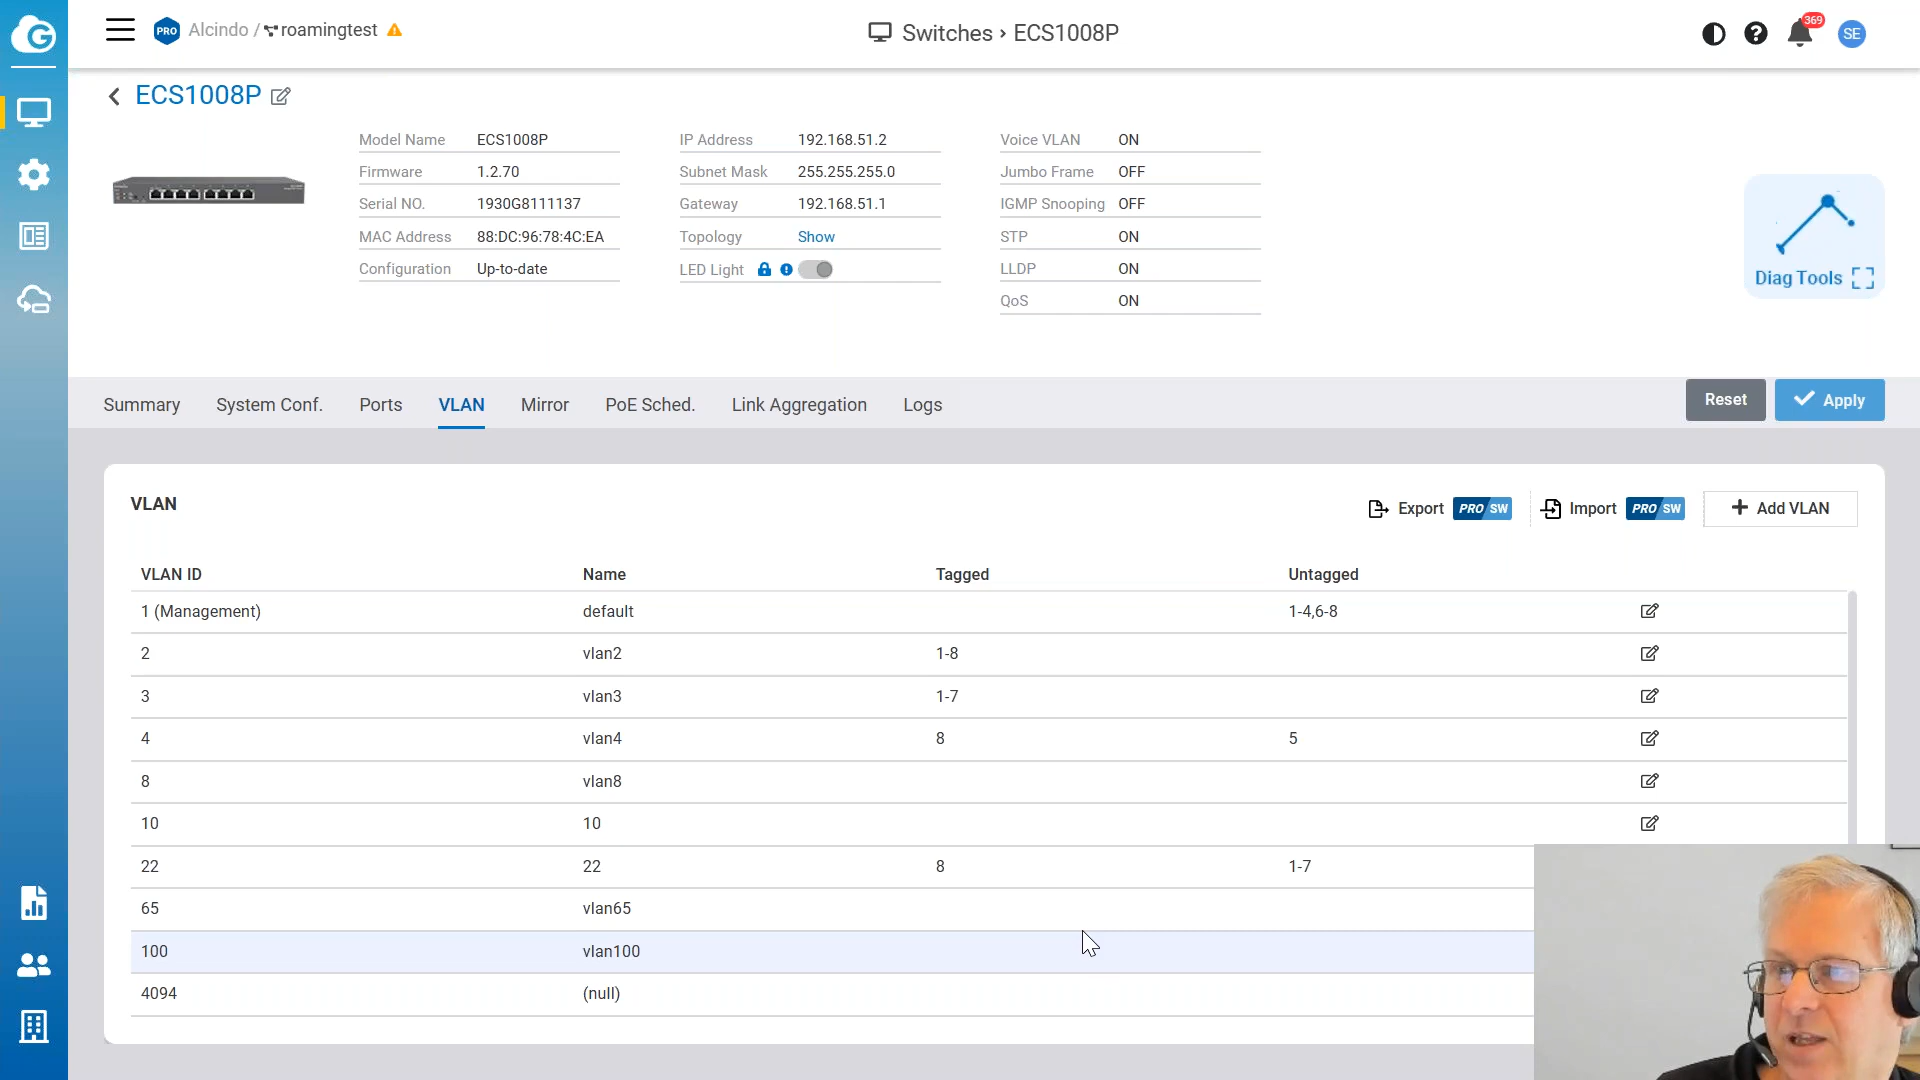 PRO Alcindo / roamingtest
Switches › ECS1008P
369
SE
ECS1008P
Model Name ECS1008P
Firmware 1.2.70
Serial NO. 1930G8111137
MAC Address 88:DC:96:78:4C:EA
Configuration Up-to-date
IP Address 192.168.51.2
Subnet Mask 255.255.255.0
Gateway 192.168.51.1
Topology Show
LED Light
Voice VLAN ON
Jumbo Frame OFF
IGMP Snooping OFF
STP ON
LLDP ON
QoS ON
Diag Tools
Summary System Conf. Ports VLAN Mirror PoE Sched. Link Aggregation Logs
Reset Apply
VLAN
Export PRO SW Import PRO SW + Add VLAN
VLAN ID Name Tagged Untagged
1 (Management) default 1-4,6-8
2 vlan2 1-8
3 vlan3 1-7
4 vlan4 8 5
8 vlan8
10 10
22 22 8 1-7
65 vlan65
100 vlan100
4094 (null)